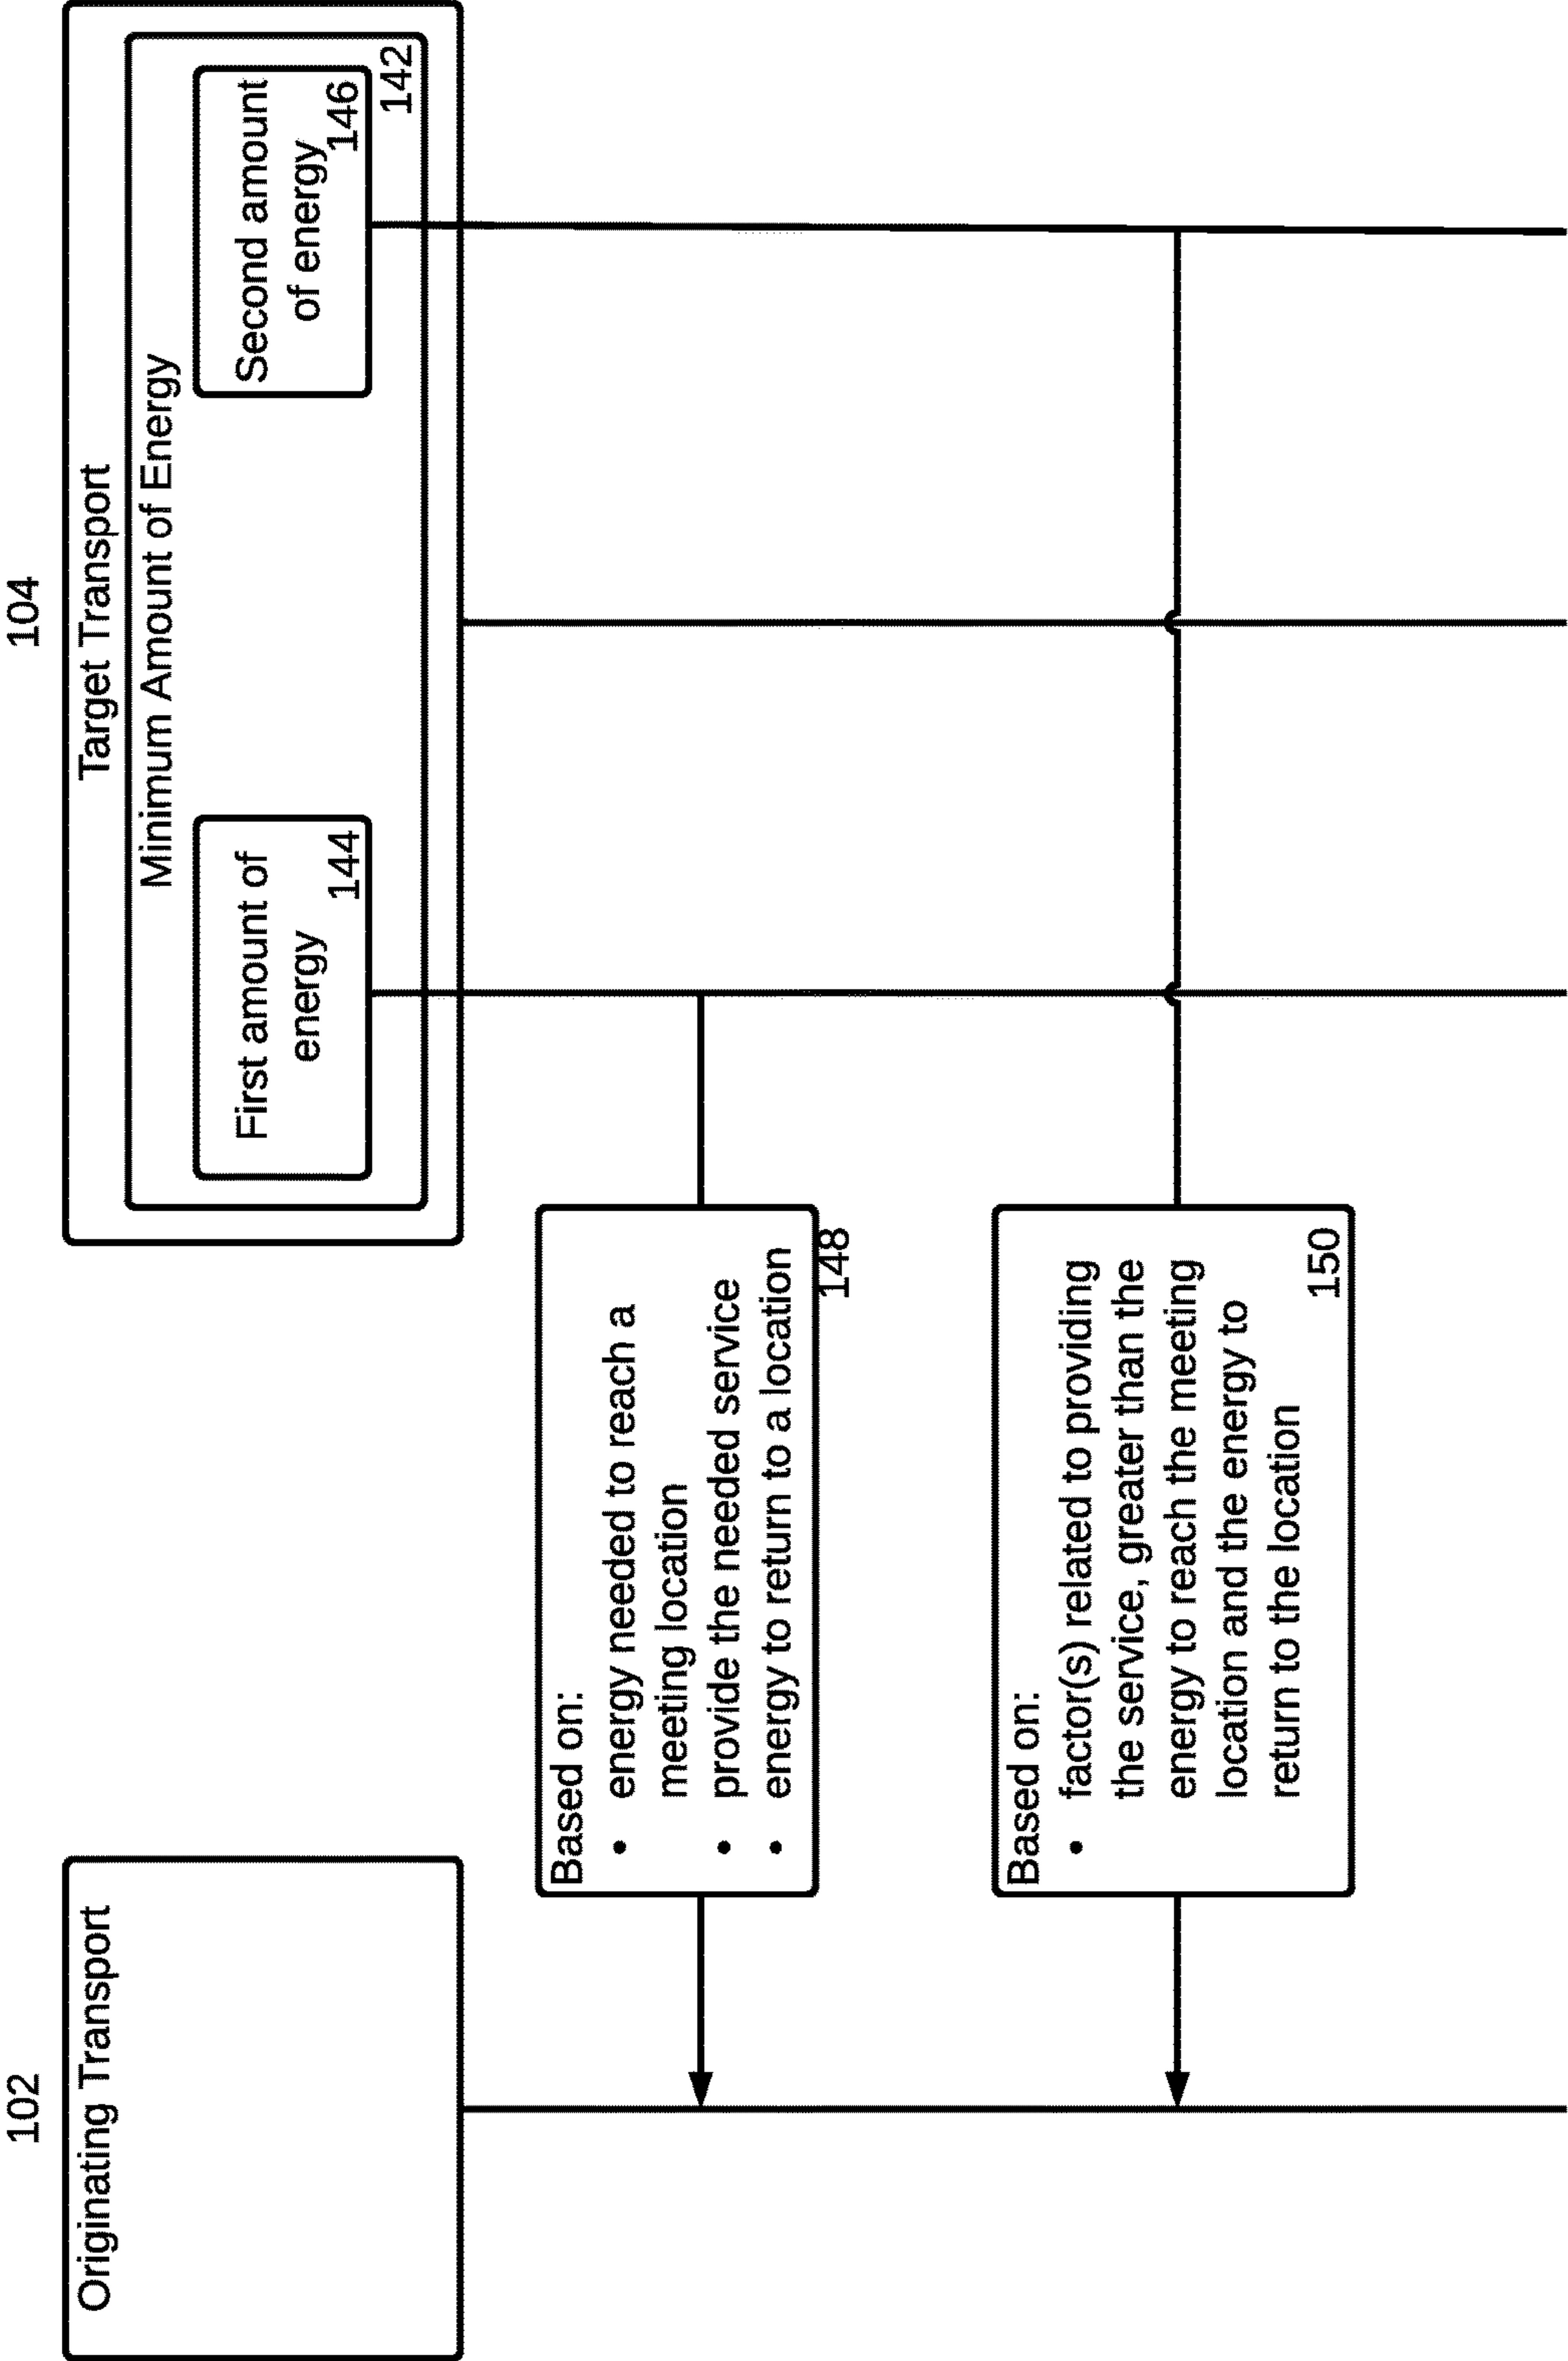 102
104
Originating Transport
Target Transport
Minimum Amount of Energy
First amount of
energy
144
Second amount
of energy
146
142
Based on:
• energy needed to reach a
meeting location
• provide the needed service
• energy to return to a location
148
Based on:
• factor(s) related to providing
the service, greater than the
energy to reach the meeting
location and the energy to
return to the location
150